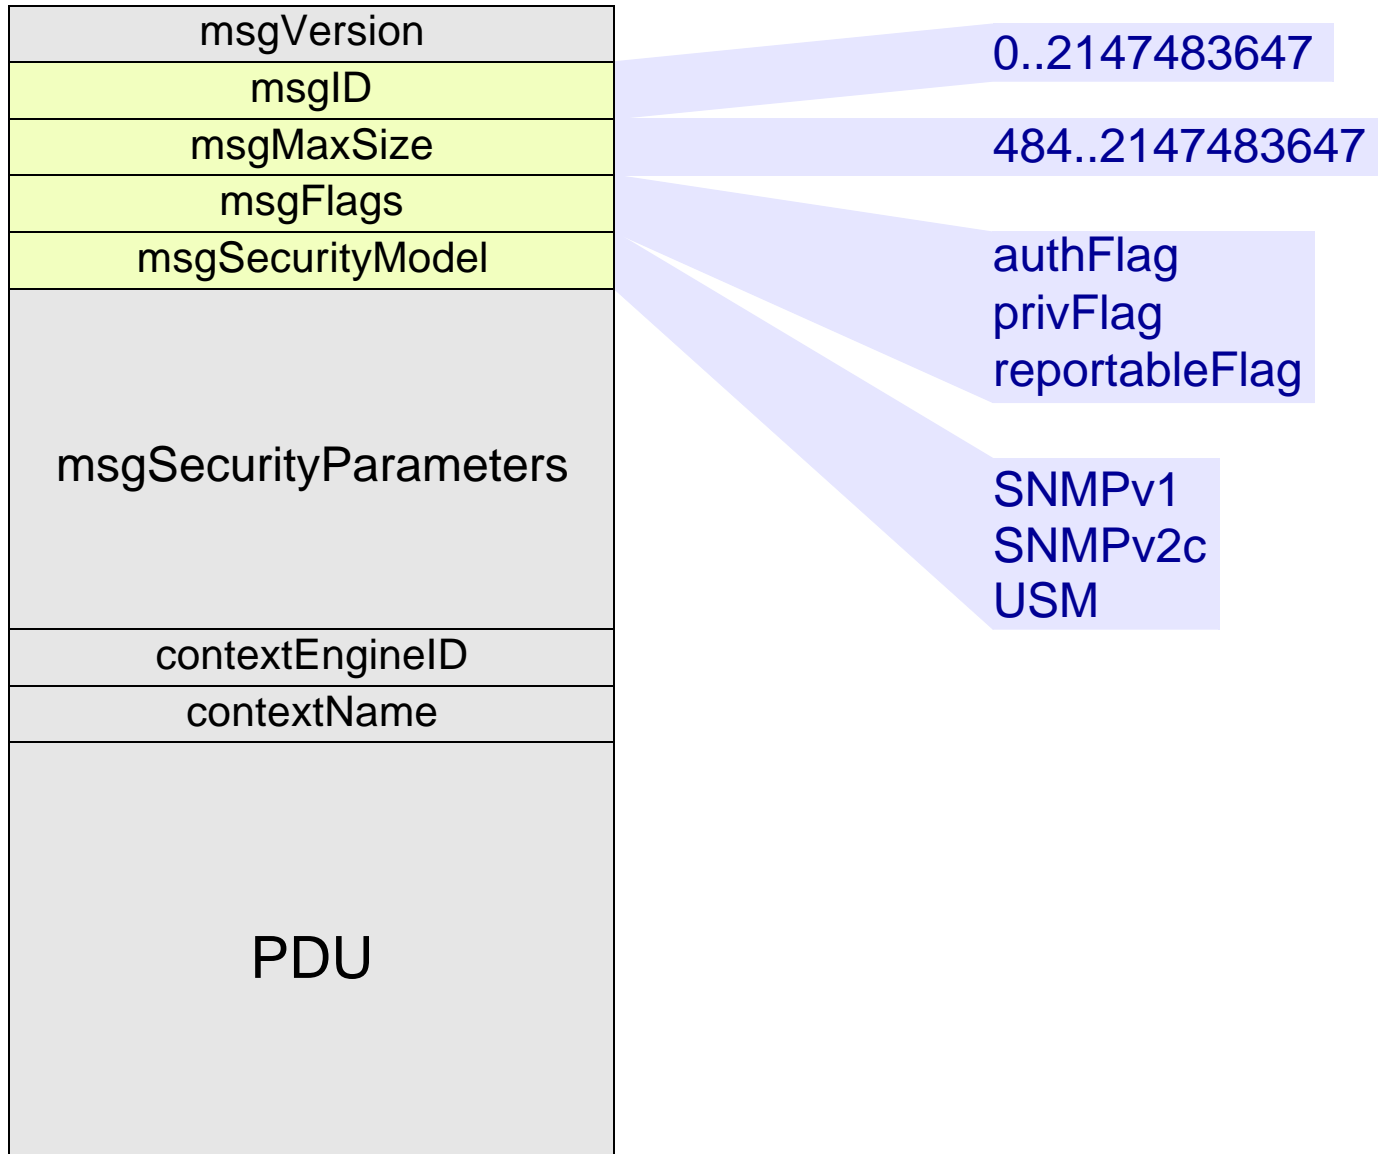 msgVersion
msgID
msgMaxSize
msgFlags
msgSecurityModel
msgSecurityParameters
contextEngineID
contextName
PDU
0..2147483647
484..2147483647
authFlag
privFlag
reportableFlag
SNMPv1
SNMPv2c
USM